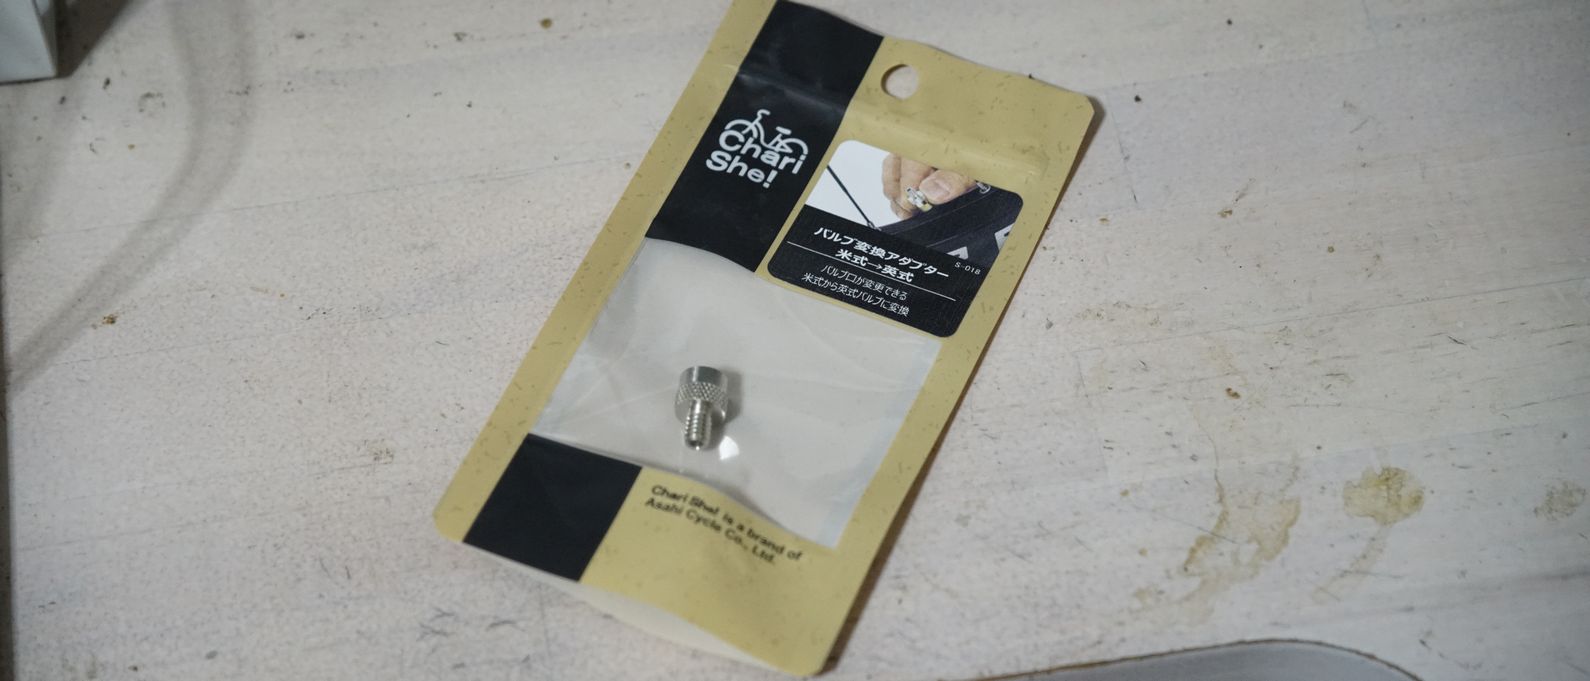 Chari
She!
バルブ変換アダプター
米式→英式
S-018
バルブ口が変更できる
米式から英式バルブに変換
Chari She! is a brand of
Asahi Cycle Co., Ltd.